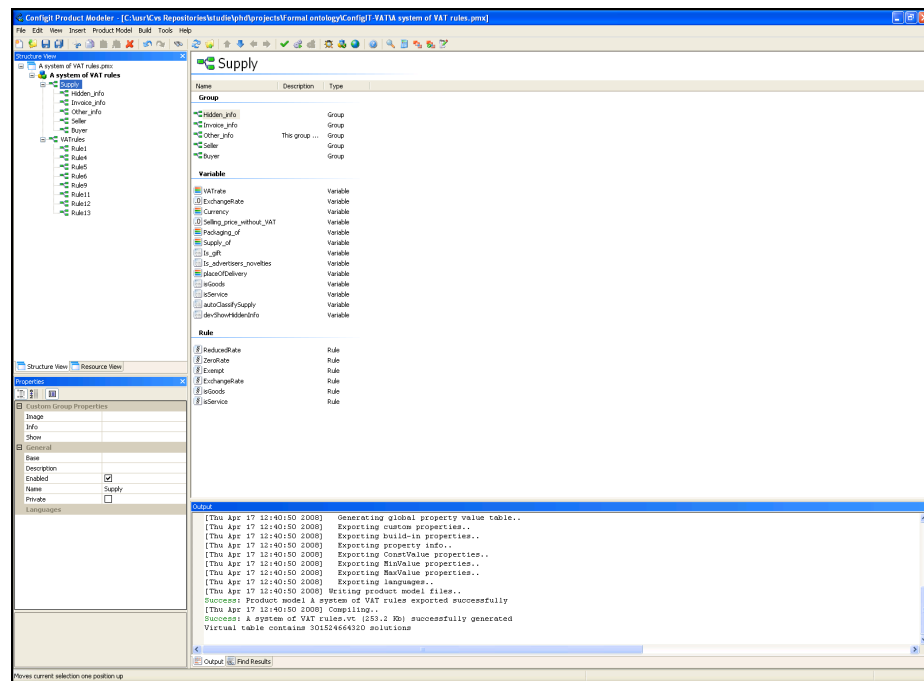 Configit Product Modeler - [C:\usr\Cvs Repositories\studie\phd\projects\Formal ontology\ConfigIT-VAT\A system of VAT rules.pmx]
File Edit View Insert Product Model Build Tools Help
Structure View
A system of VAT rules.pmx
A system of VAT rules
Supply
Hidden_info
Invoice_info
Other_info
Seller
Buyer
VATrules
Rule1
Rule4
Rule5
Rule6
Rule9
Rule11
Rule12
Rule13
Structure View Resource View
Properties
Custom Group Properties
Image
Info
Show
General
Base
Description
Enabled
Name Supply
Private
Languages
Supply
Name Description Type
Group
Hidden_info Group
Invoice_info Group
Other_info This group ... Group
Seller Group
Buyer Group
Variable
VATrate Variable
ExchangeRate Variable
Currency Variable
Selling_price_without_VAT Variable
Packaging_of Variable
Supply_of Variable
Is_gift Variable
Is_advertisers_novelties Variable
placeOfDelivery Variable
isGoods Variable
isService Variable
autoClassifySupply Variable
devShowHiddenInfo Variable
Rule
ReducedRate Rule
ZeroRate Rule
Exempt Rule
ExchangeRate Rule
isGoods Rule
isService Rule
Output
[Thu Apr 17 12:40:50 2008] Generating global property value table..
[Thu Apr 17 12:40:50 2008] Exporting custom properties..
[Thu Apr 17 12:40:50 2008] Exporting build-in properties..
[Thu Apr 17 12:40:50 2008] Exporting property info..
[Thu Apr 17 12:40:50 2008] Exporting ConstValue properties..
[Thu Apr 17 12:40:50 2008] Exporting MinValue properties..
[Thu Apr 17 12:40:50 2008] Exporting MaxValue properties..
[Thu Apr 17 12:40:50 2008] Exporting languages..
[Thu Apr 17 12:40:50 2008] Writing product model files..
Success: Product model A system of VAT rules exported successfully
[Thu Apr 17 12:40:50 2008] Compiling..
Success: A system of VAT rules.vt (253.2 Kb) successfully generated
Virtual table contains 301524664320 solutions
Output Find Results
Moves current selection one position up